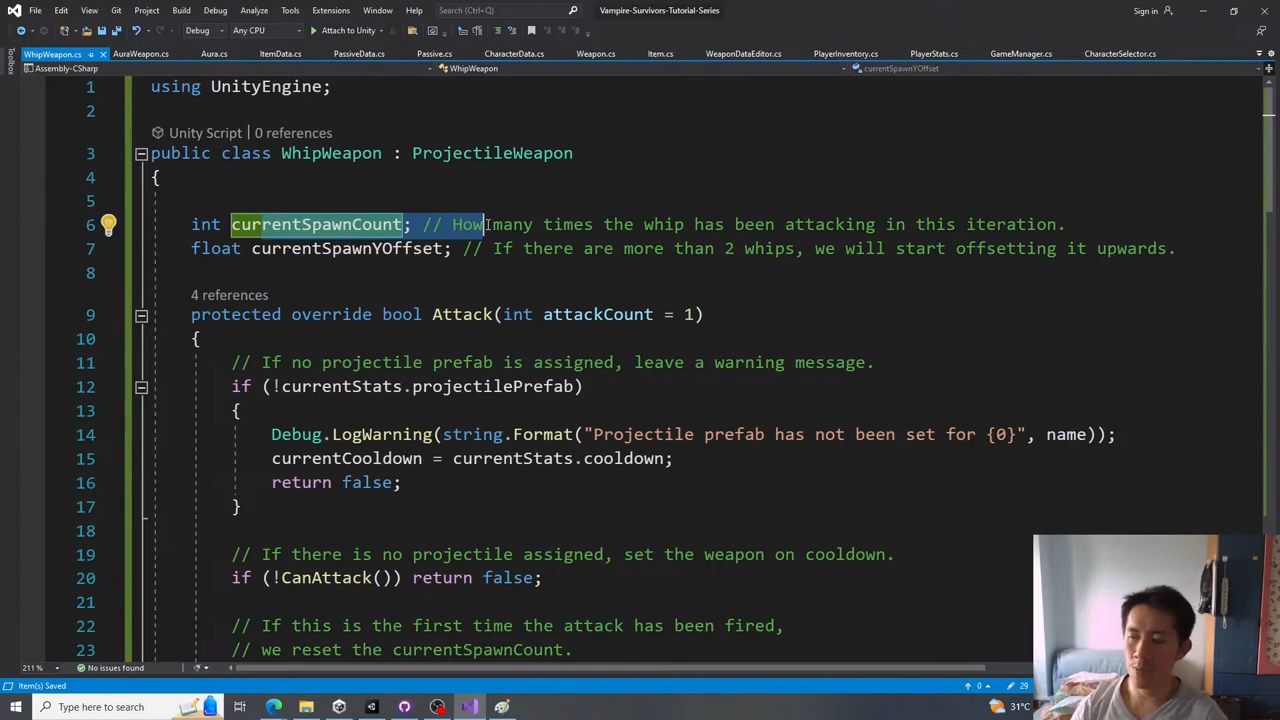 File Edit View Git Project Build Debug Analyze Tools Extensions Window Help Search (Ctrl+Q) Vampire-Survivors-Tutorial-Series Sign in
Debug Any CPU Attach to Unity
Toolbox
WhipWeapon.cs AuraWeapon.cs Aura.cs ItemData.cs PassiveData.cs Passive.cs CharacterData.cs Weapon.cs Item.cs WeaponDataEditor.cs PlayerInventory.cs PlayerStats.cs GameManager.cs CharacterSelector.cs
Assembly-CSharp WhipWeapon currentSpawnYOffset
1 using UnityEngine;
2
Unity Script | 0 references
3 public class WhipWeapon : ProjectileWeapon
4 {
5
6 int currentSpawnCount; // How many times the whip has been attacking in this iteration.
7 float currentSpawnYOffset; // If there are more than 2 whips, we will start offsetting it upwards.
8
4 references
9 protected override bool Attack(int attackCount = 1)
10 {
11 // If no projectile prefab is assigned, leave a warning message.
12 if (!currentStats.projectilePrefab)
13 {
14 Debug.LogWarning(string.Format("Projectile prefab has not been set for {0}", name));
15 currentCooldown = currentStats.cooldown;
16 return false;
17 }
18
19 // If there is no projectile assigned, set the weapon on cooldown.
20 if (!CanAttack()) return false;
21
22 // If this is the first time the attack has been fired,
23 // we reset the currentSpawnCount.
211 % No issues found
Item(s) Saved 0 29
Type here to search 31°C